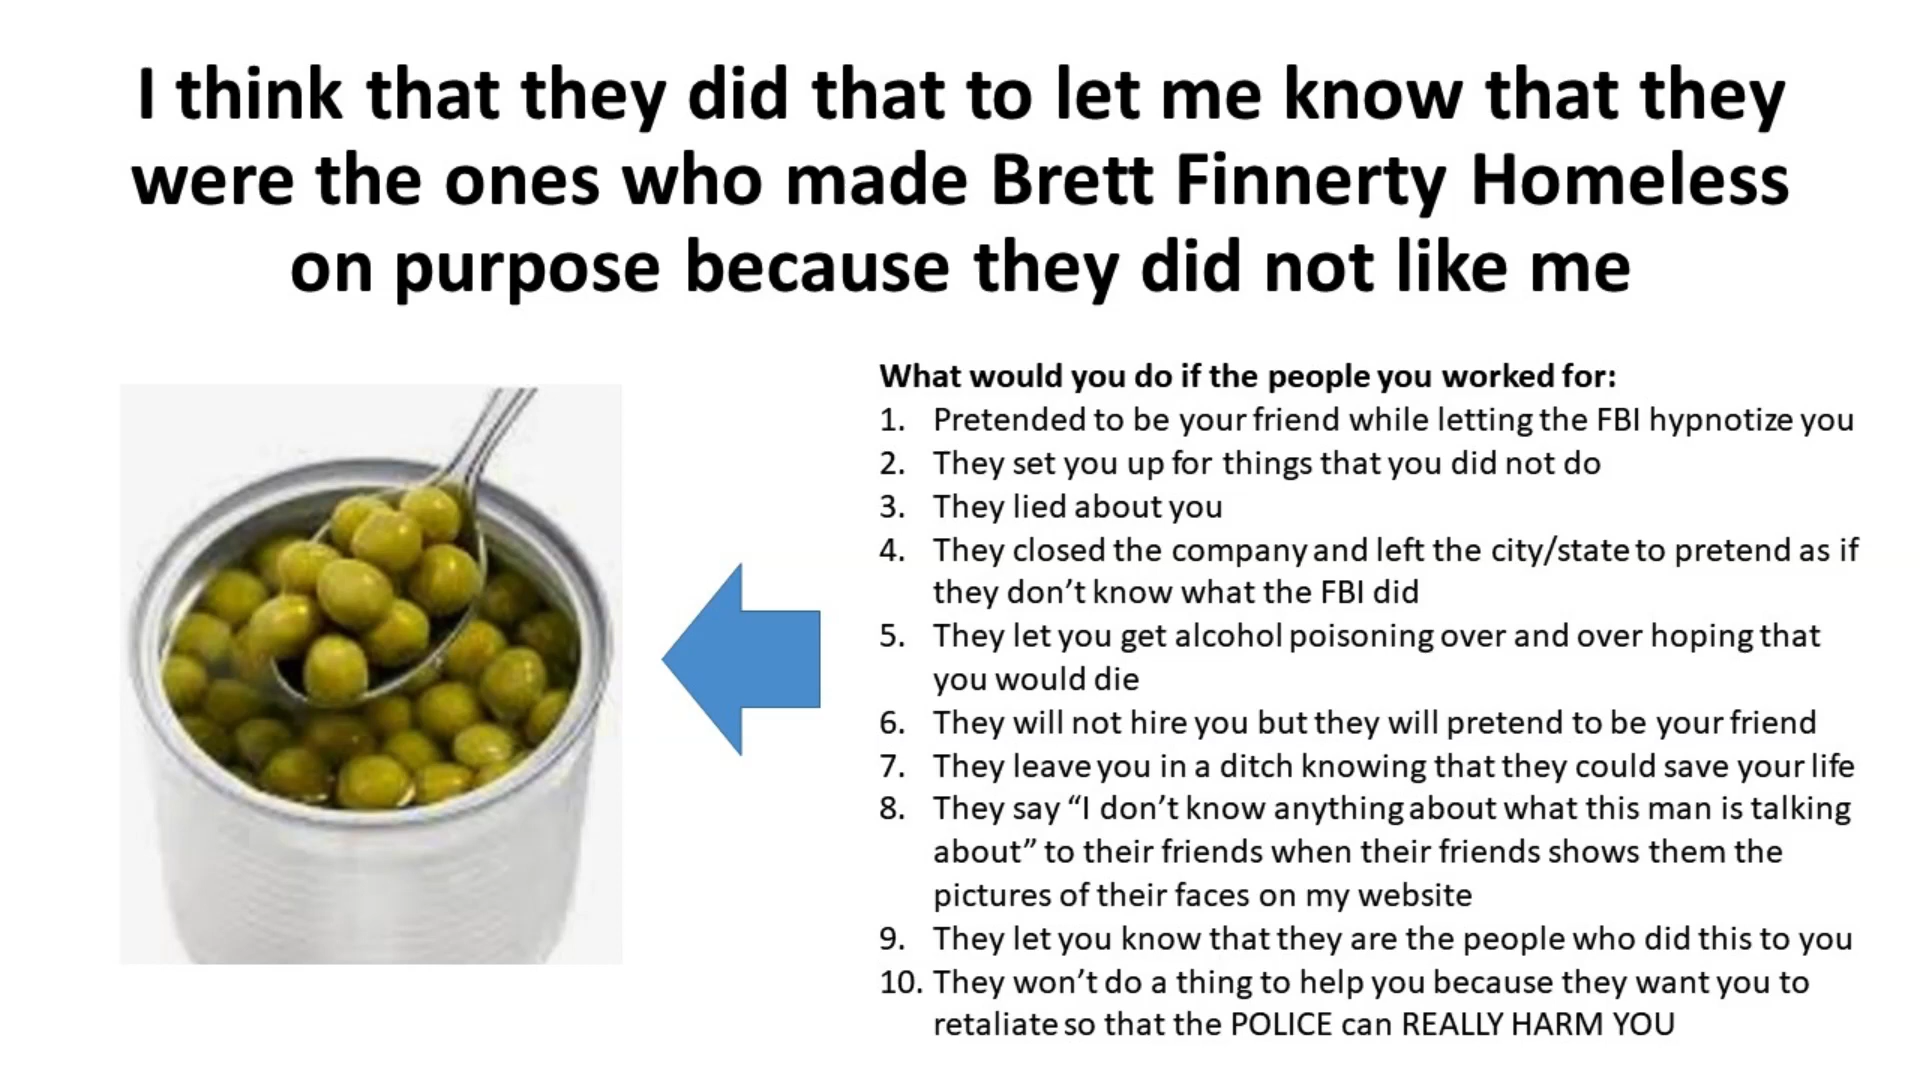 I think that they did that to let me know that they
were the ones who made Brett Finnerty Homeless
on purpose because they did not like me
What would you do if the people you worked for:
1. Pretended to be your friend while letting the FBI hypnotize you
2. They set you up for things that you did not do
3. They lied about you
4. They closed the company and left the city/state to pretend as if
they don’t know what the FBI did
5. They let you get alcohol poisoning over and over hoping that
you would die
6. They will not hire you but they will pretend to be your friend
7. They leave you in a ditch knowing that they could save your life
8. They say “I don’t know anything about what this man is talking
about” to their friends when their friends shows them the
pictures of their faces on my website
9. They let you know that they are the people who did this to you
10. They won’t do a thing to help you because they want you to
retaliate so that the POLICE can REALLY HARM YOU